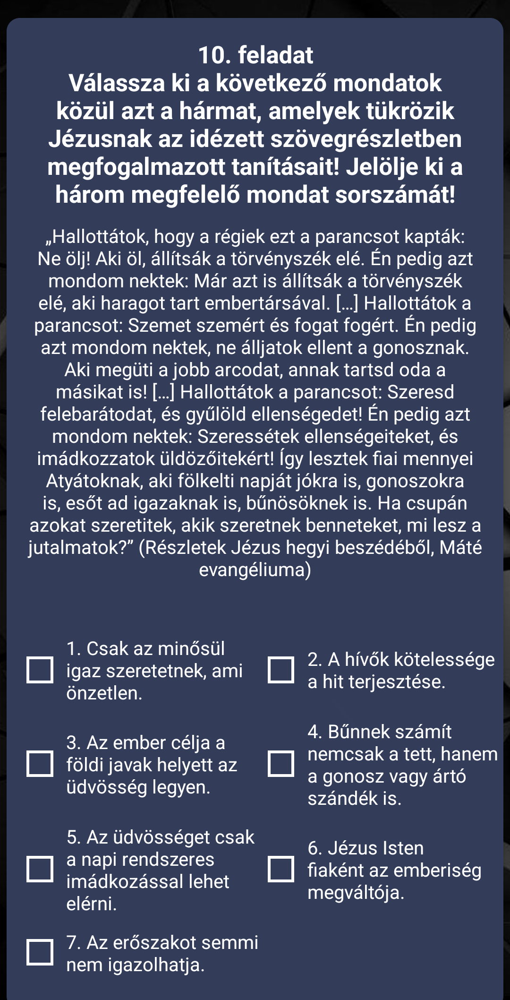 10. feladat
Válassza ki a következő mondatok
közül azt a hármat, amelyek tükrözik
Jézusnak az idézett szövegrészletben
megfogalmazott tanításait! Jelölje ki a
három megfelelő mondat sorszámát!
„Hallottátok, hogy a régiek ezt a parancsot kapták:
Ne ölj! Aki öl, állítsák a törvényszék elé. Én pedig azt
mondom nektek: Már azt is állítsák a törvényszék
elé, aki haragot tart embertársával. [...] Hallottátok a
parancsot: Szemet szemért és fogat fogért. Én pedig
azt mondom nektek, ne álljatok ellent a gonosznak.
Aki megüti a jobb arcodat, annak tartsd oda a
másikat is! [...] Hallottátok a parancsot: Szeresd
felebarátodat, és gyűlöld ellenségedet! Én pedig azt
mondom nektek: Szeressétek ellenségeiteket, és
imádkozzatok üldözőitekért! Így lesztek fiai mennyei
Atyátoknak, aki fölkelti napját jókra is, gonoszokra
is, esőt ad igazaknak is, bűnösöknek is. Ha csupán
azokat szeretitek, akik szeretnek benneteket, mi lesz a
jutalmatok?” (Részletek Jézus hegyi beszédéből, Máté
evangéliuma)
1. Csak az minősül
igaz szeretetnek, ami
önzetlen.
2. A hívők kötelessége
a hit terjesztése.
3. Az ember célja a
földi javak helyett az
üdvösség legyen.
4. Bűnnek számít
nemcsak a tett, hanem
a gonosz vagy ártó
szándék is.
5. Az üdvösséget csak
a napi rendszeres
imádkozással lehet
elérni.
6. Jézus Isten
fiaként az emberiség
megváltója.
7. Az erőszakot semmi
nem igazolhatja.